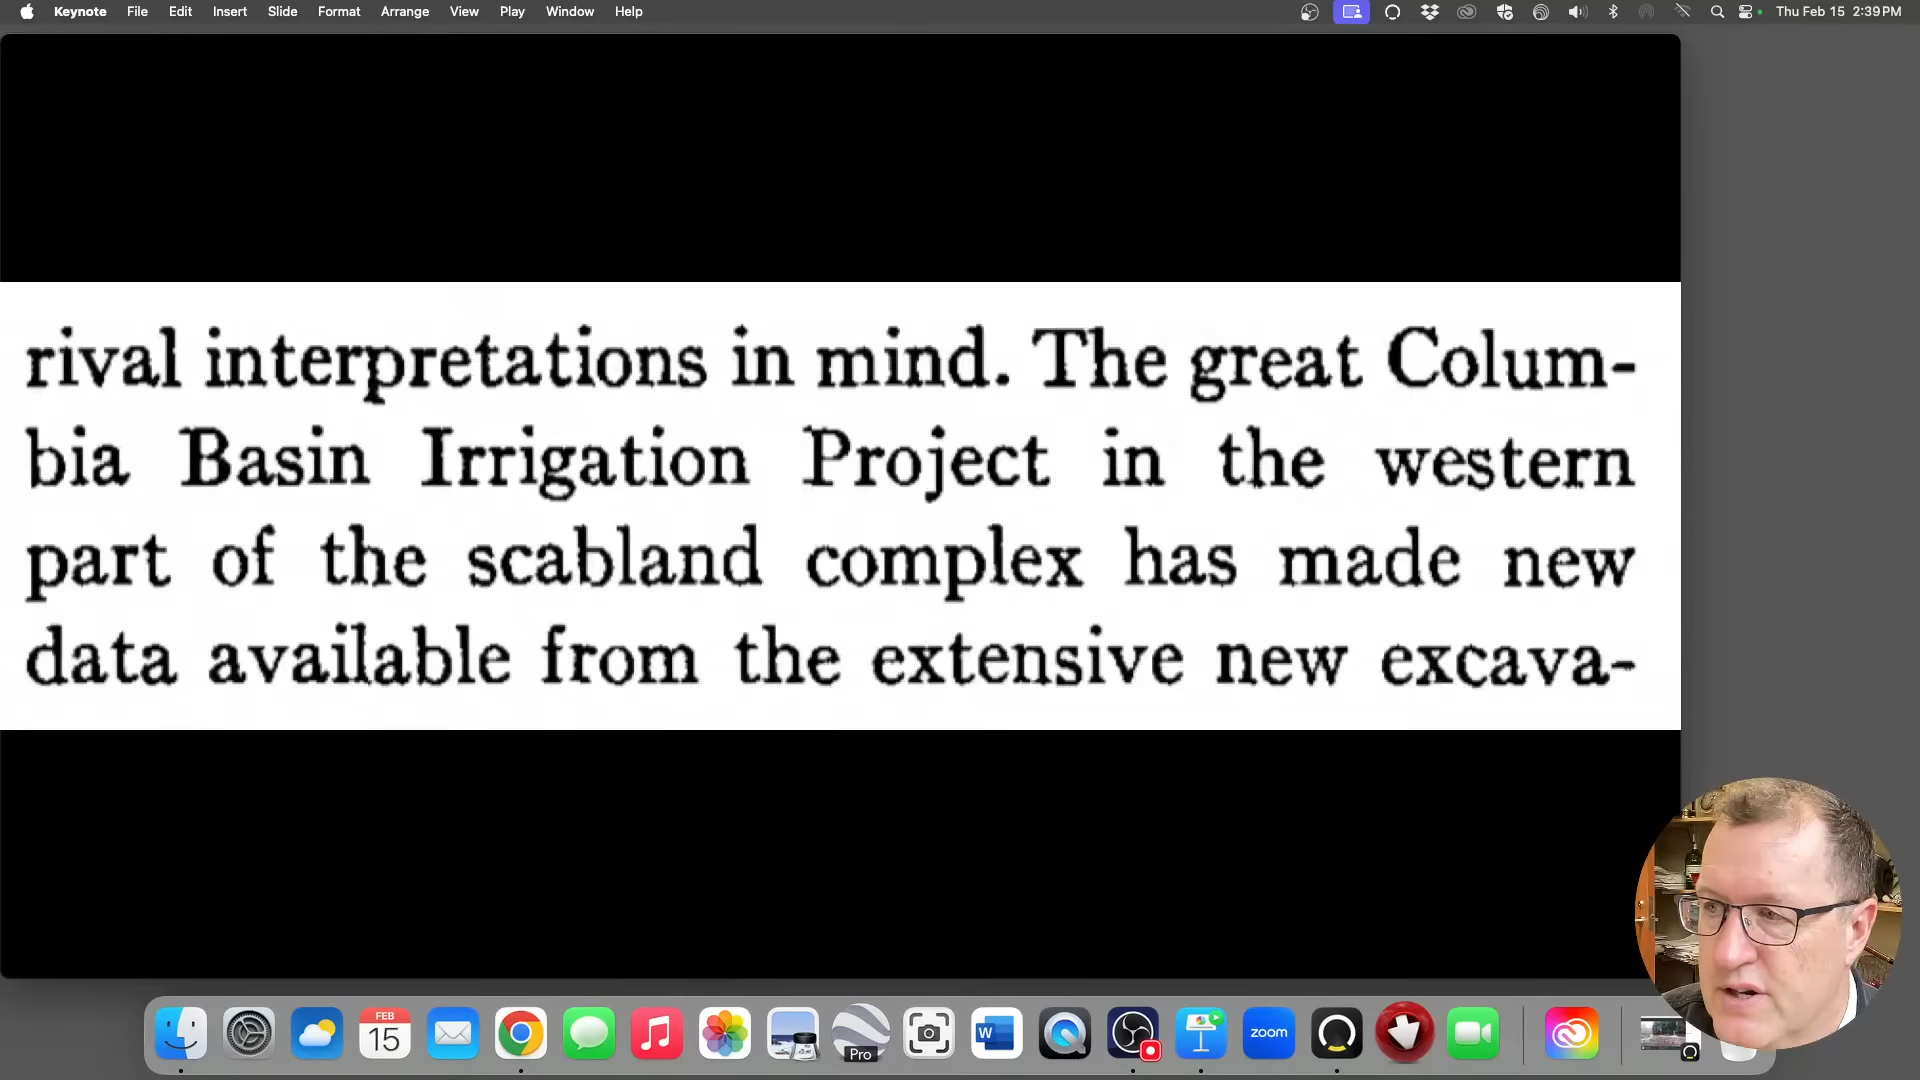 Keynote File Edit Insert Slide Format Arrange View Play Window Help Thu Feb 15 2:39 PM
rival interpretations in mind. The great Colum-
bia Basin Irrigation Project in the western
part of the scabland complex has made new
data available from the extensive new excava-
FEB
15
Pro
W
zoom